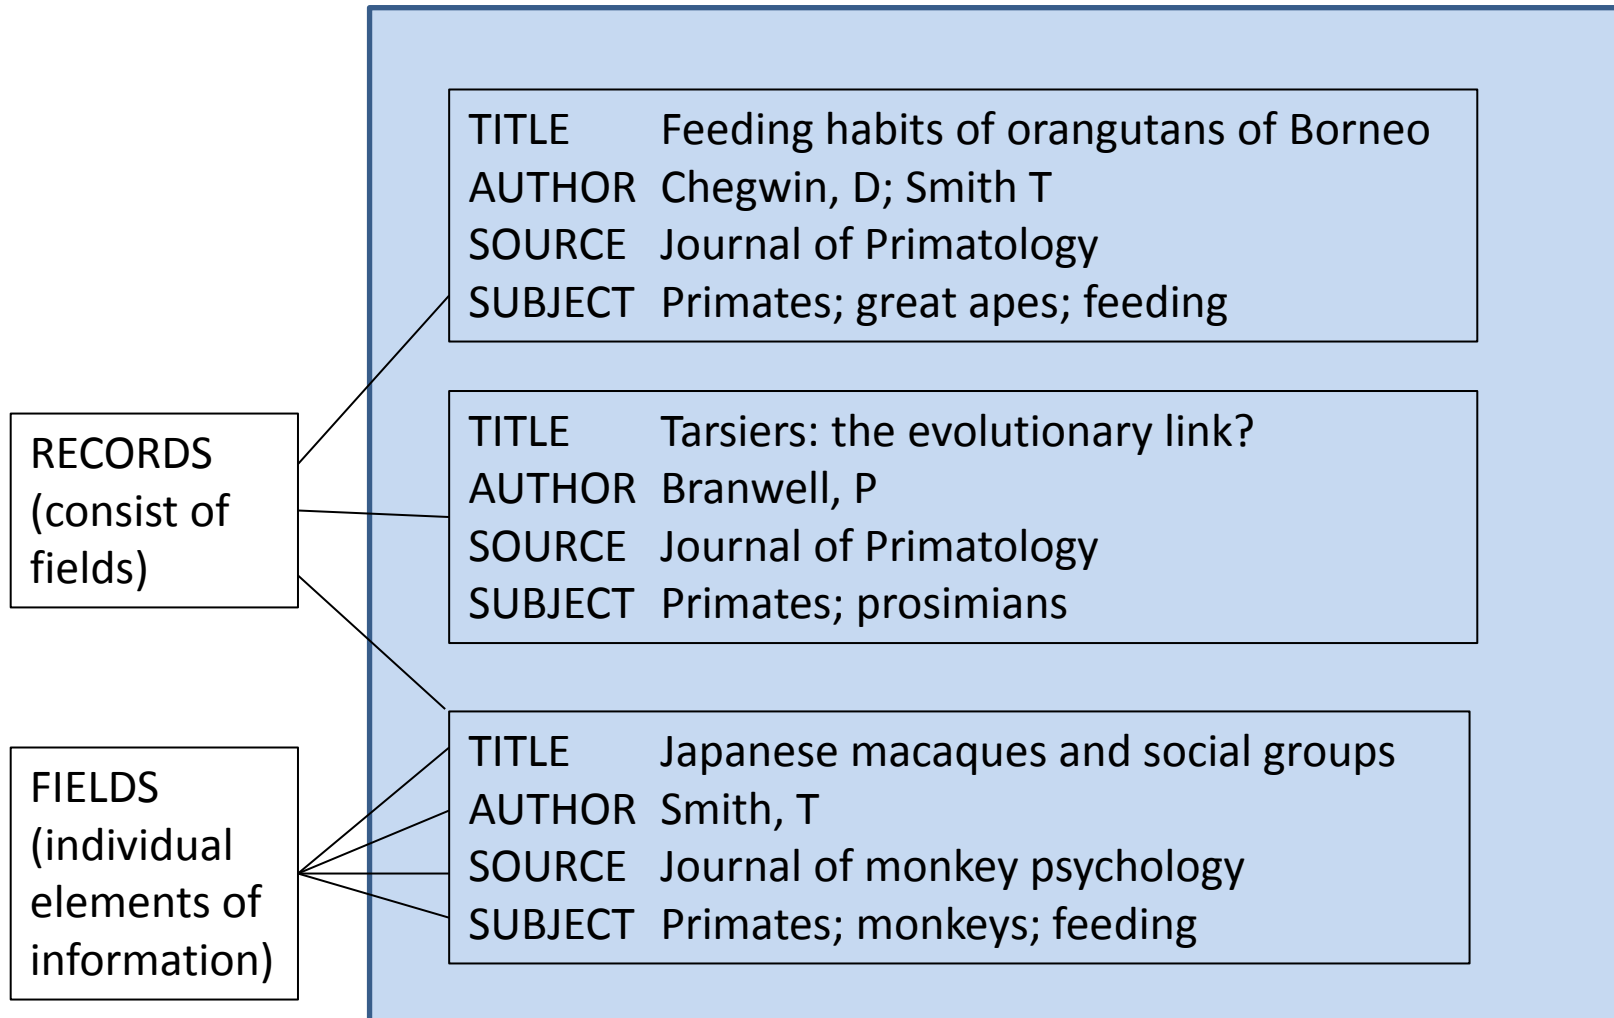 TITLE Feeding habits of orangutans of Borneo
AUTHOR Chegwin, D; Smith T
SOURCE Journal of Primatology
SUBJECT Primates; great apes; feeding
RECORDS
(consist of
fields)
TITLE Tarsiers: the evolutionary link?
AUTHOR Branwell, P
SOURCE Journal of Primatology
SUBJECT Primates; prosimians
FIELDS
(individual
elements of
information)
TITLE Japanese macaques and social groups
AUTHOR Smith, T
SOURCE Journal of monkey psychology
SUBJECT Primates; monkeys; feeding